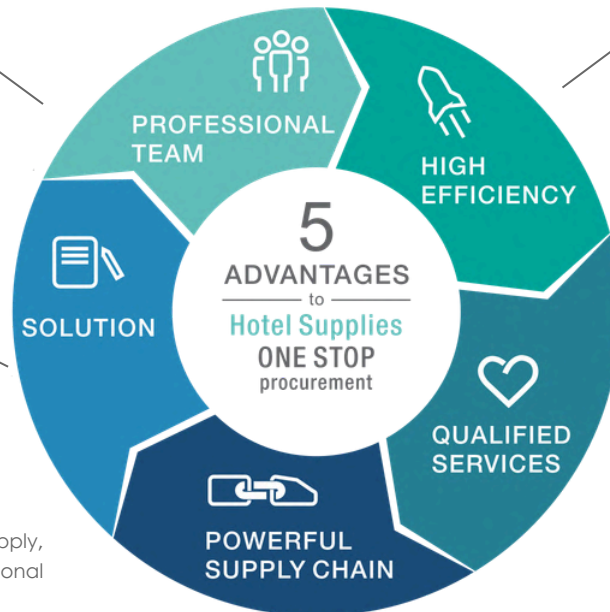 PROFESSIONAL
TEAM
HIGH
EFFICIENCY
5
ADVANTAGES
to
Hotel Supplies
ONE STOP
procurement
SOLUTION
QUALIFIED
SERVICES
POWERFUL
SUPPLY CHAIN